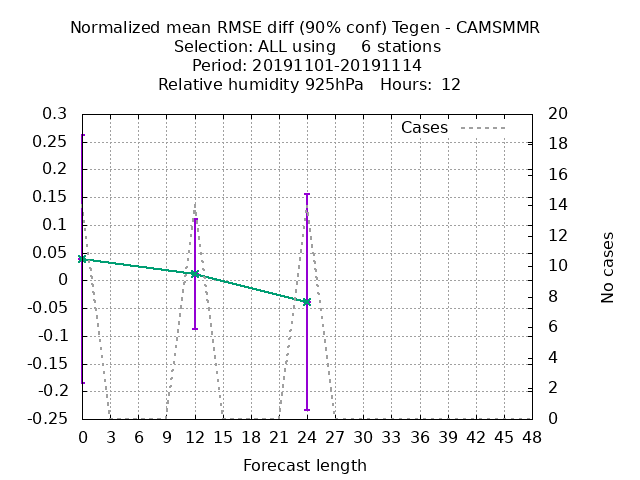 Normalized mean RMSE diff (90% conf) Tegen - CAMSMMR
Selection: ALL using 6 stations
Period: 20191101-20191114
Relative humidity 925hPa Hours: 12
Cases
0.3
0.25
0.2
0.15
0.1
0.05
0
-0.05
-0.1
-0.15
-0.2
-0.25
20
18
16
14
12
10
8
6
4
2
0
No cases
0 3 6 9 12 15 18 21 24 27 30 33 36 39 42 45 48
Forecast length